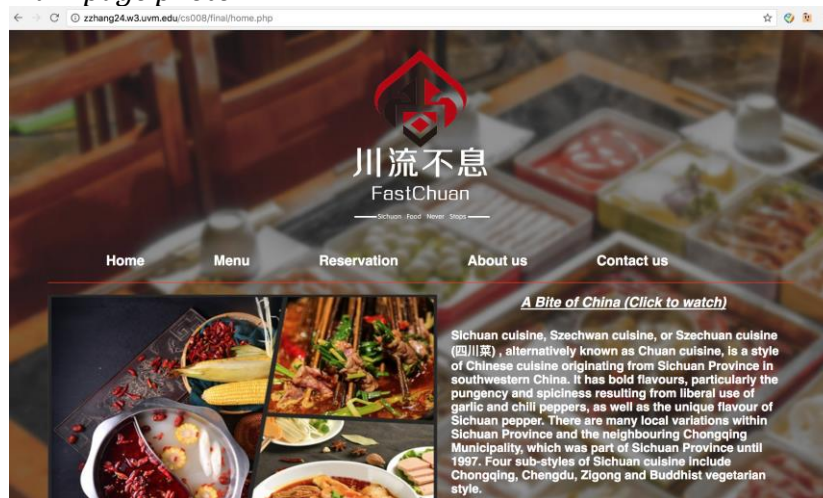 zzhang24.w3.uvm.edu/cs008/final/home.php
川流不息
FastChuan
Sichuan Food Never Stops
Home Menu Reservation About us Contact us
A Bite of China (Click to watch)
Sichuan cuisine, Szechwan cuisine, or Szechuan cuisine
(四川菜) , alternatively known as Chuan cuisine, is a style
of Chinese cuisine originating from Sichuan Province in
southwestern China. It has bold flavours, particularly the
pungency and spiciness resulting from liberal use of
garlic and chili peppers, as well as the unique flavour of
Sichuan pepper. There are many local variations within
Sichuan Province and the neighbouring Chongqing
Municipality, which was part of Sichuan Province until
1997. Four sub-styles of Sichuan cuisine include
Chongqing, Chengdu, Zigong and Buddhist vegetarian
style.